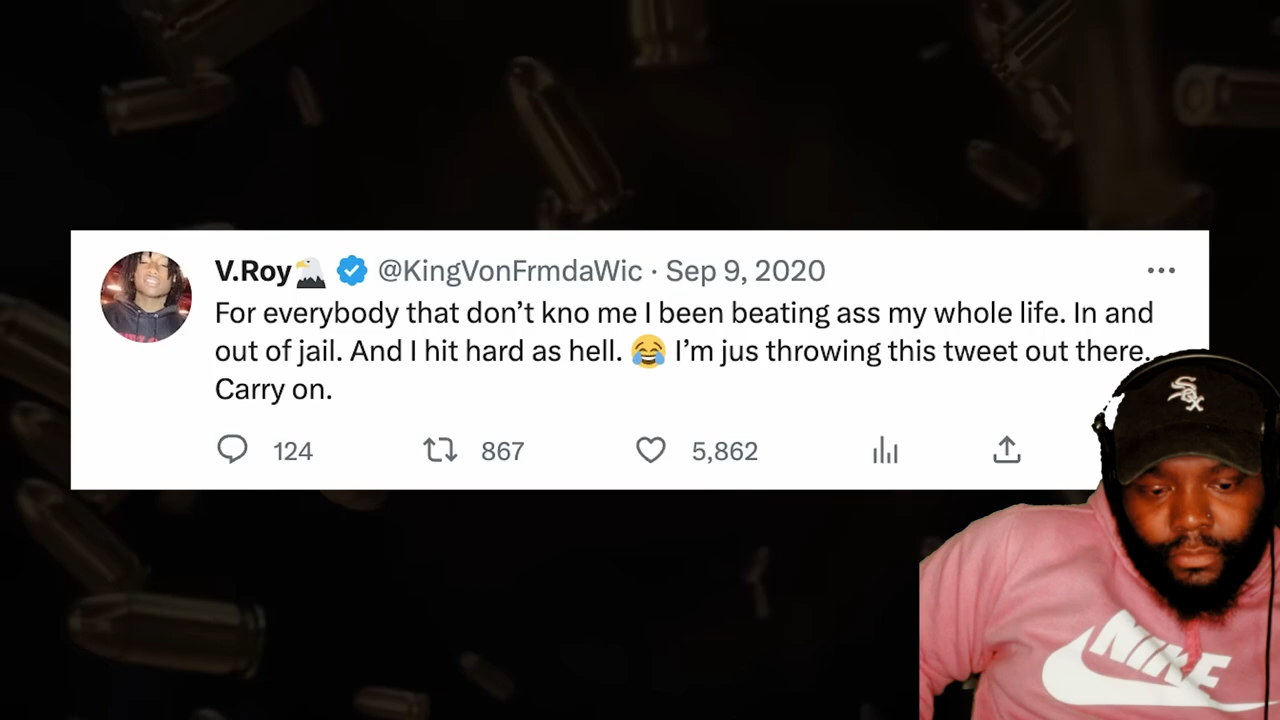 V.Roy🦅 @KingVonFrmdaWic · Sep 9, 2020
For everybody that don’t kno me I been beating ass my whole life. In and
out of jail. And I hit hard as hell. 😂 I’m jus throwing this tweet out there.
Carry on.
124 867 5,862
Sox
NIKE